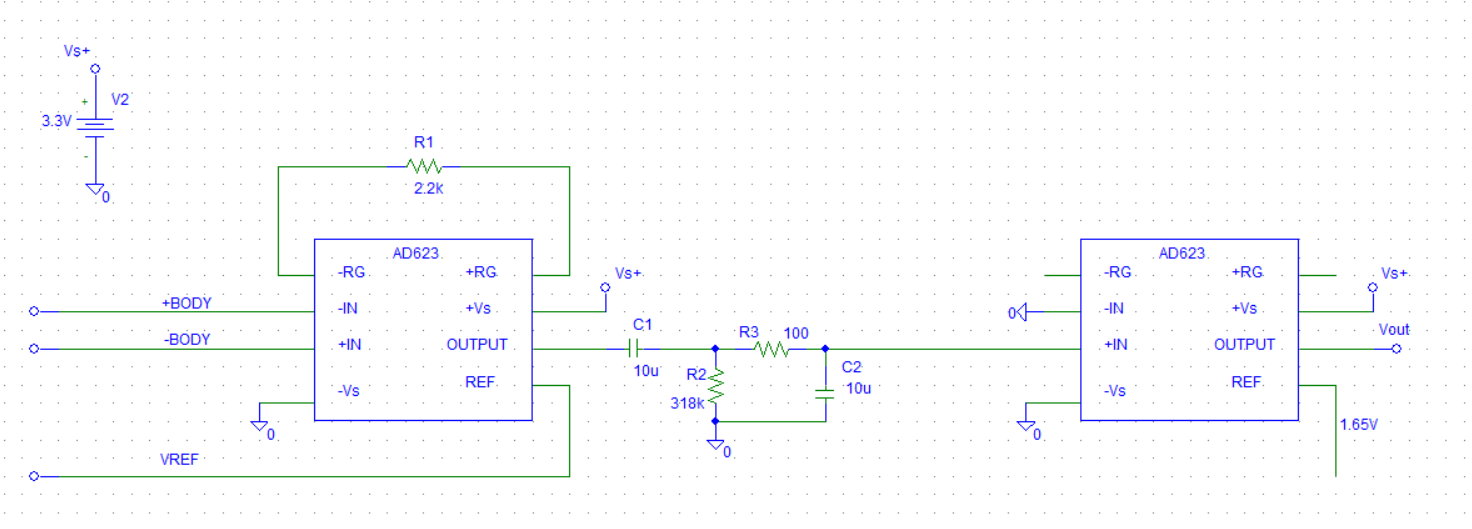 Vs+
V2
+
3.3V
-
0
R1
2.2k
AD623
-RG
+RG
+BODY
-IN
+Vs
Vs+
-BODY
+IN
OUTPUT
REF
-Vs
0
VREF
C1
10u
R2
318k
R3
100
C2
10u
0
AD623
-RG
+RG
0
-IN
+Vs
Vs+
+IN
OUTPUT
Vout
REF
-Vs
0
1.65V